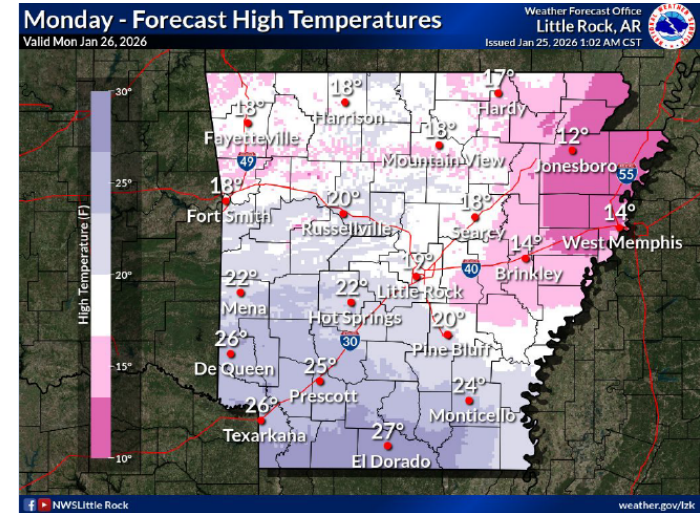 Monday - Forecast High Temperatures
Valid Mon Jan 26, 2026
Weather Forecast Office
Little Rock, AR
Issued Jan 25, 2026 1:02 AM CST
High Temperature (F)
30°
25°
20°
15°
10°
18°
Fayetteville
18°
Harrison
17°
Hardy
18°
Mountain View
12°
Jonesboro
49
55
18°
Fort Smith
20°
Russellville
18°
Searcy
14°
West Memphis
14°
Brinkley
40
19°
Little Rock
22°
Mena
22°
Hot Springs
20°
Pine Bluff
30
26°
De Queen
25°
Prescott
24°
Monticello
26°
Texarkana
27°
El Dorado
NWSLittle Rock
weather.gov/lzk